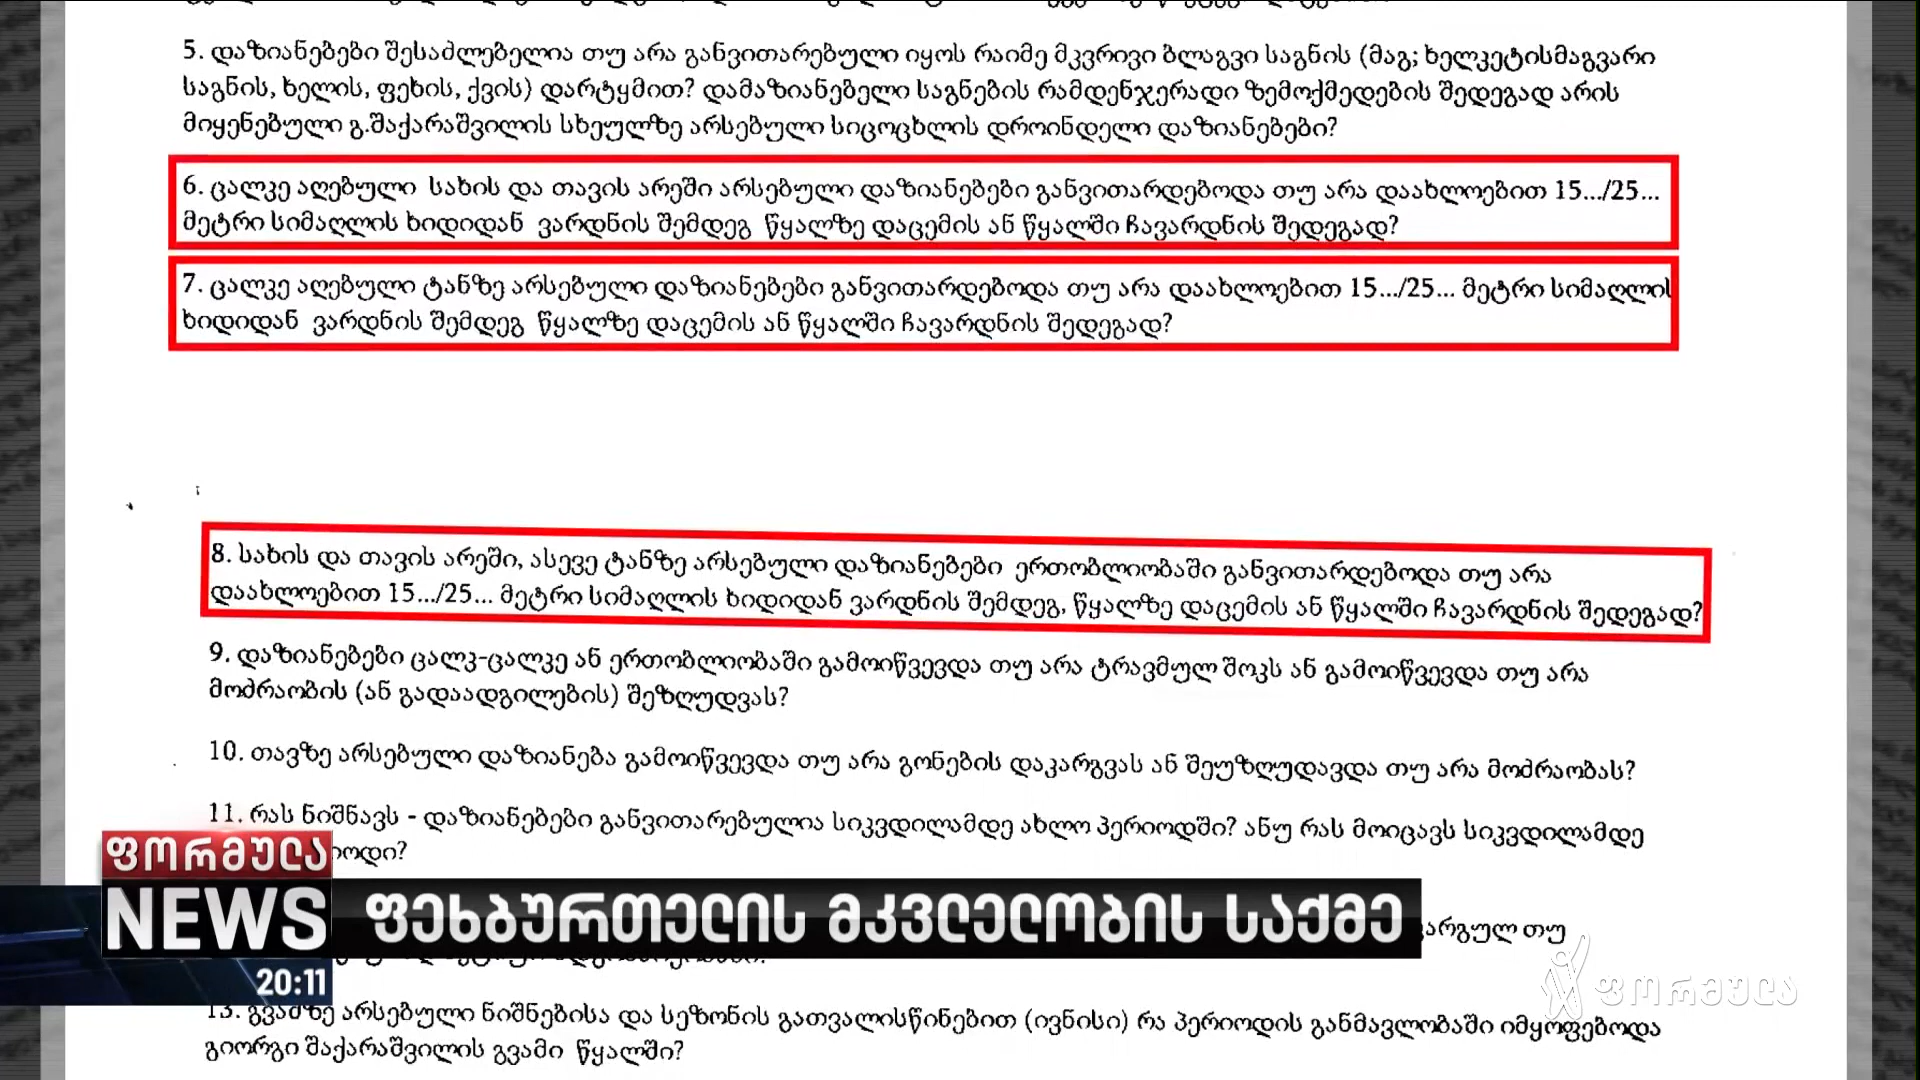 5. დაზიანებები შესაძლებელია თუ არა განვითარებული იყოს რაიმე მკვრივი ბლაგვი საგნის (მაგ; ხელკეტისმაგვარი
საგნის, ხელის, ფეხის, ქვის) დარტყმით? დამაზიანებელი საგნების რამდენჯერადი ზემოქმედების შედეგად არის
მიყენებული გ.შაქარაშვილის სხეულზე არსებული სიცოცხლის დროინდელი დაზიანებები?
6. ცალკე აღებული სახის და თავის არეში არსებული დაზიანებები განვითარდებოდა თუ არა დაახლოებით 15.../25...
მეტრი სიმაღლის ხიდიდან ვარდნის შემდეგ წყალზე დაცემის ან წყალში ჩავარდნის შედეგად?
7. ცალკე აღებული ტანზე არსებული დაზიანებები განვითარდებოდა თუ არა დაახლოებით 15.../25... მეტრი სიმაღლის
ხიდიდან ვარდნის შემდეგ წყალზე დაცემის ან წყალში ჩავარდნის შედეგად?
8. სახის და თავის არეში, ასევე ტანზე არსებული დაზიანებები ერთობლიობაში განვითარდებოდა თუ არა
დაახლოებით 15.../25... მეტრი სიმაღლის ხიდიდან ვარდნის შემდეგ, წყალზე დაცემის ან წყალში ჩავარდნის შედეგად?
9. დაზიანებები ცალკ-ცალკე ან ერთობლიობაში გამოიწვევდა თუ არა ტრავმულ შოკს ან გამოიწვევდა თუ არა
მოძრაობის (ან გადაადგილების) შეზღუდვას?
10. თავზე არსებული დაზიანება გამოიწვევდა თუ არა გონების დაკარგვას ან შეუზღუდავდა თუ არა მოძრაობას?
11. რას ნიშნავს - დაზიანებები განვითარებულია სიკვდილამდე ახლო პერიოდში? ანუ რას მოიცავს სიკვდილამდე
იოდი?
ფორმულა
NEWS
ფეხბურთელის მკვლელობის საქმე
არგულ თუ
20:11
ფორმულა
13. გვამზე არსებული ნიშნებისა და სეზონის გათვალისწინებით (ივნისი) რა პერიოდის განმავლობაში იმყოფებოდა
გიორგი შაქარაშვილის გვამი წყალში?